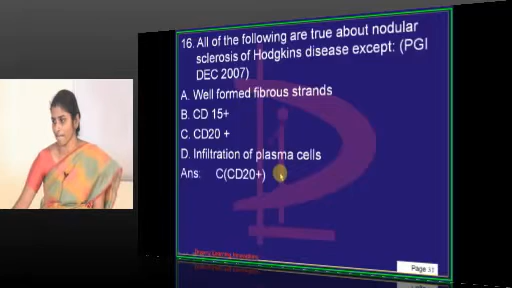 16. All of the following are true about nodular
sclerosis of Hodgkins disease except: (PGI
DEC 2007)
A. Well formed fibrous strands
B. CD 15+
C. CD20 +
D. Infiltration of plasma cells
Ans: C(CD20+)
Page 31